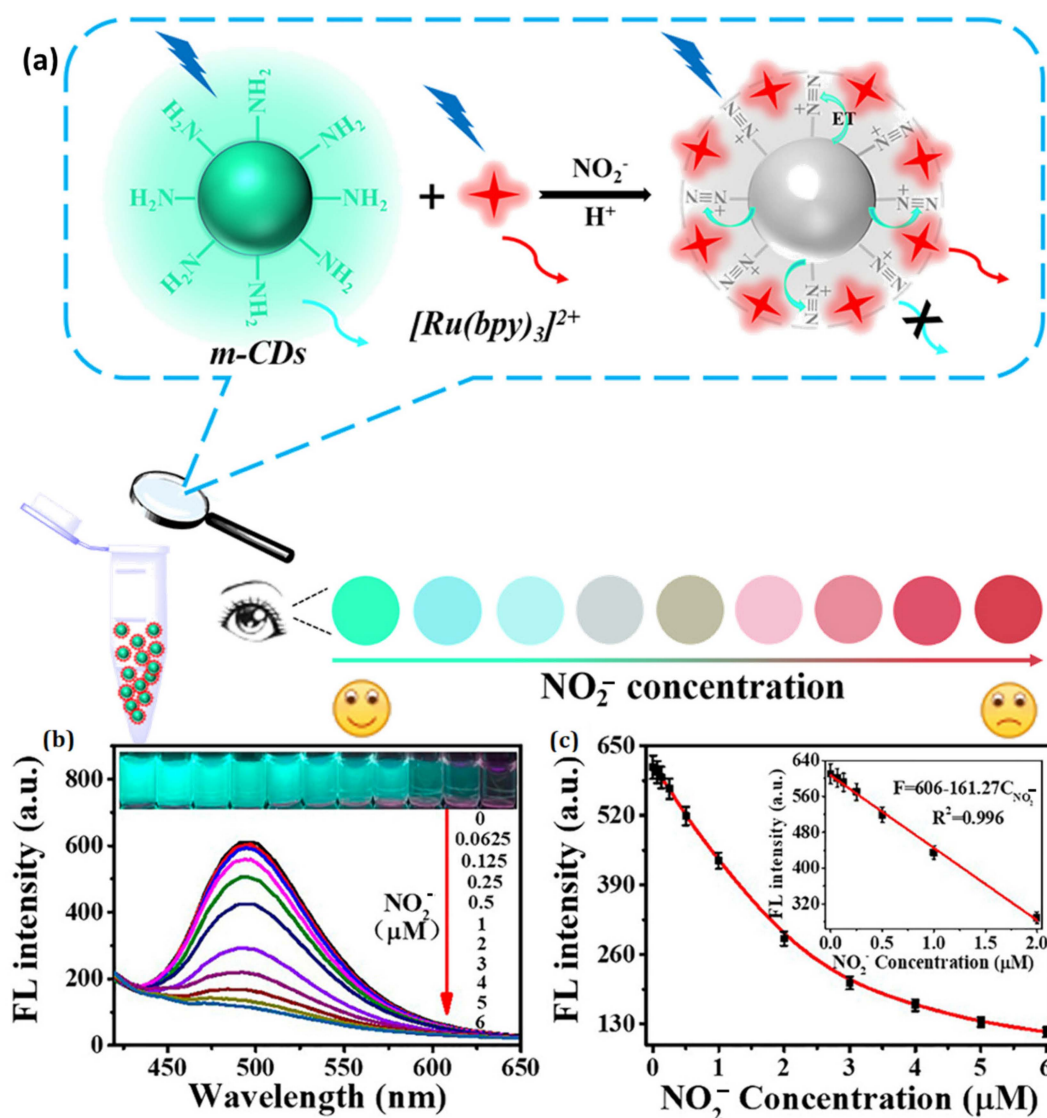 (a)
NH2
H2N
NH2
H2N
NH2
H2N
NH2
NH2
m-CDs
+
[Ru(bpy)3]2+
NO2-
H+
N≡N+
N≡N+
N≡N+
N≡N+
N≡N+
N≡N+
N≡N+
N≡N+
ET
NO2- concentration
(b)
FL intensity (a.u.)
800
600
400
200
0
450 500 550 600 650
Wavelength (nm)
NO2-
(μM)
0
0.0625
0.125
0.25
0.5
1
2
3
4
5
6
(c)
FL intensity (a.u.)
650
520
390
260
130
0 1 2 3 4 5 6
NO2- Concentration (μM)
FL intensity (a.u.)
640
560
480
400
320
F=606-161.27CNO2-
R2=0.996
0.0 0.5 1.0 1.5 2.0
NO2- Concentration (μM)